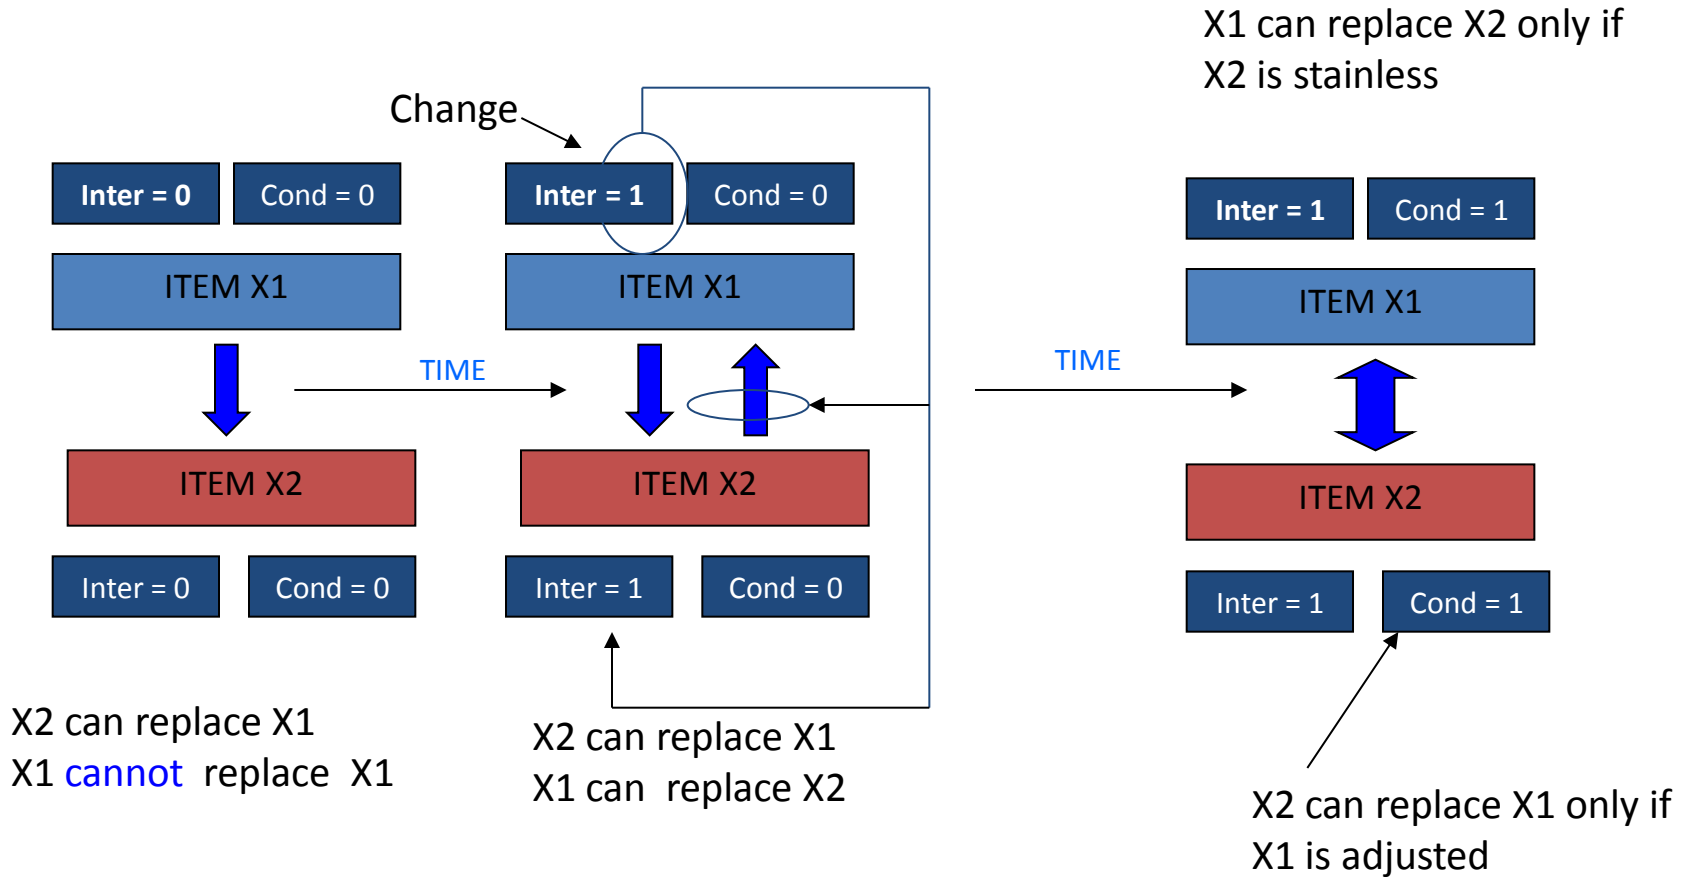 X1 can replace X2 only if
X2 is stainless
Change
Inter = 0 Cond = 0
Inter = 1 Cond = 0
Inter = 1 Cond = 1
ITEM X1
ITEM X1
ITEM X1
TIME
TIME
ITEM X2
ITEM X2
ITEM X2
Inter = 0 Cond = 0
Inter = 1 Cond = 0
Inter = 1 Cond = 1
X2 can replace X1
X1 cannot replace X1
X2 can replace X1
X1 can replace X2
X2 can replace X1 only if
X1 is adjusted